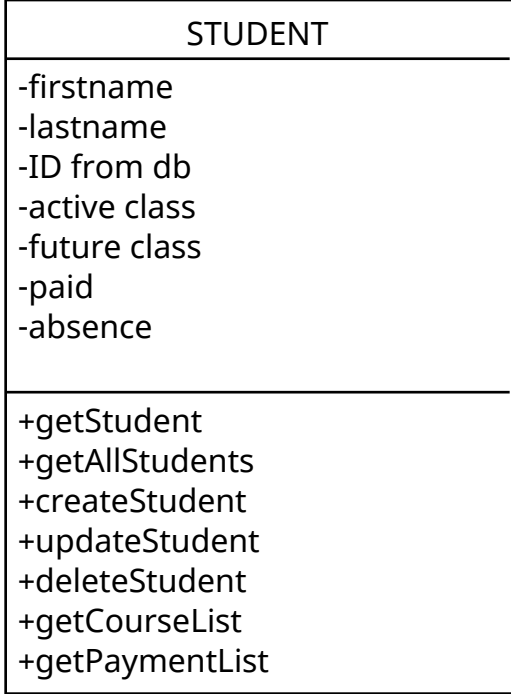 STUDENT
-firstname
-lastname
-ID from db
-active class
-future class
-paid
-absence
+getStudent
+getAllStudents
+createStudent
+updateStudent
+deleteStudent
+getCourseList
+getPaymentList